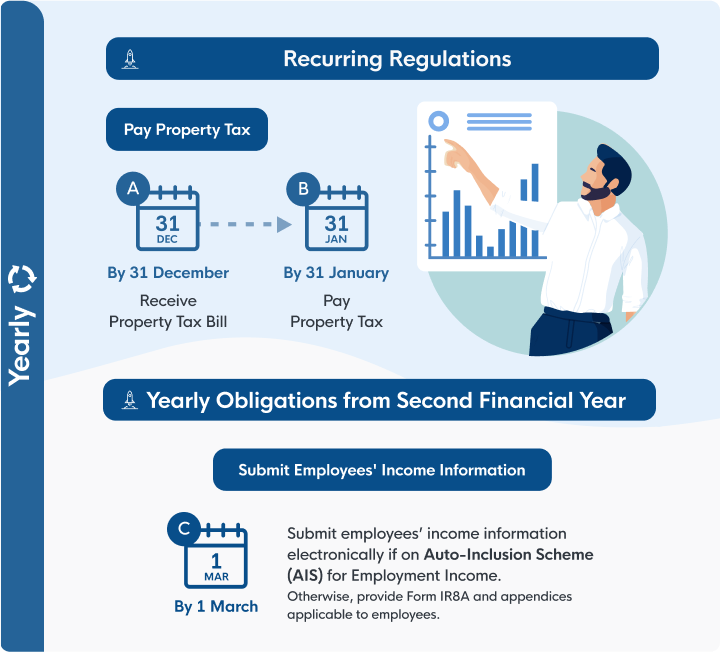 Yearly
Recurring Regulations
Pay Property Tax
A
31
DEC
By 31 December
Receive
Property Tax Bill
B
31
JAN
By 31 January
Pay
Property Tax
Yearly Obligations from Second Financial Year
Submit Employees' Income Information
C
1
MAR
By 1 March
Submit employees’ income information
electronically if on Auto-Inclusion Scheme
(AIS) for Employment Income.
Otherwise, provide Form IR8A and appendices
applicable to employees.